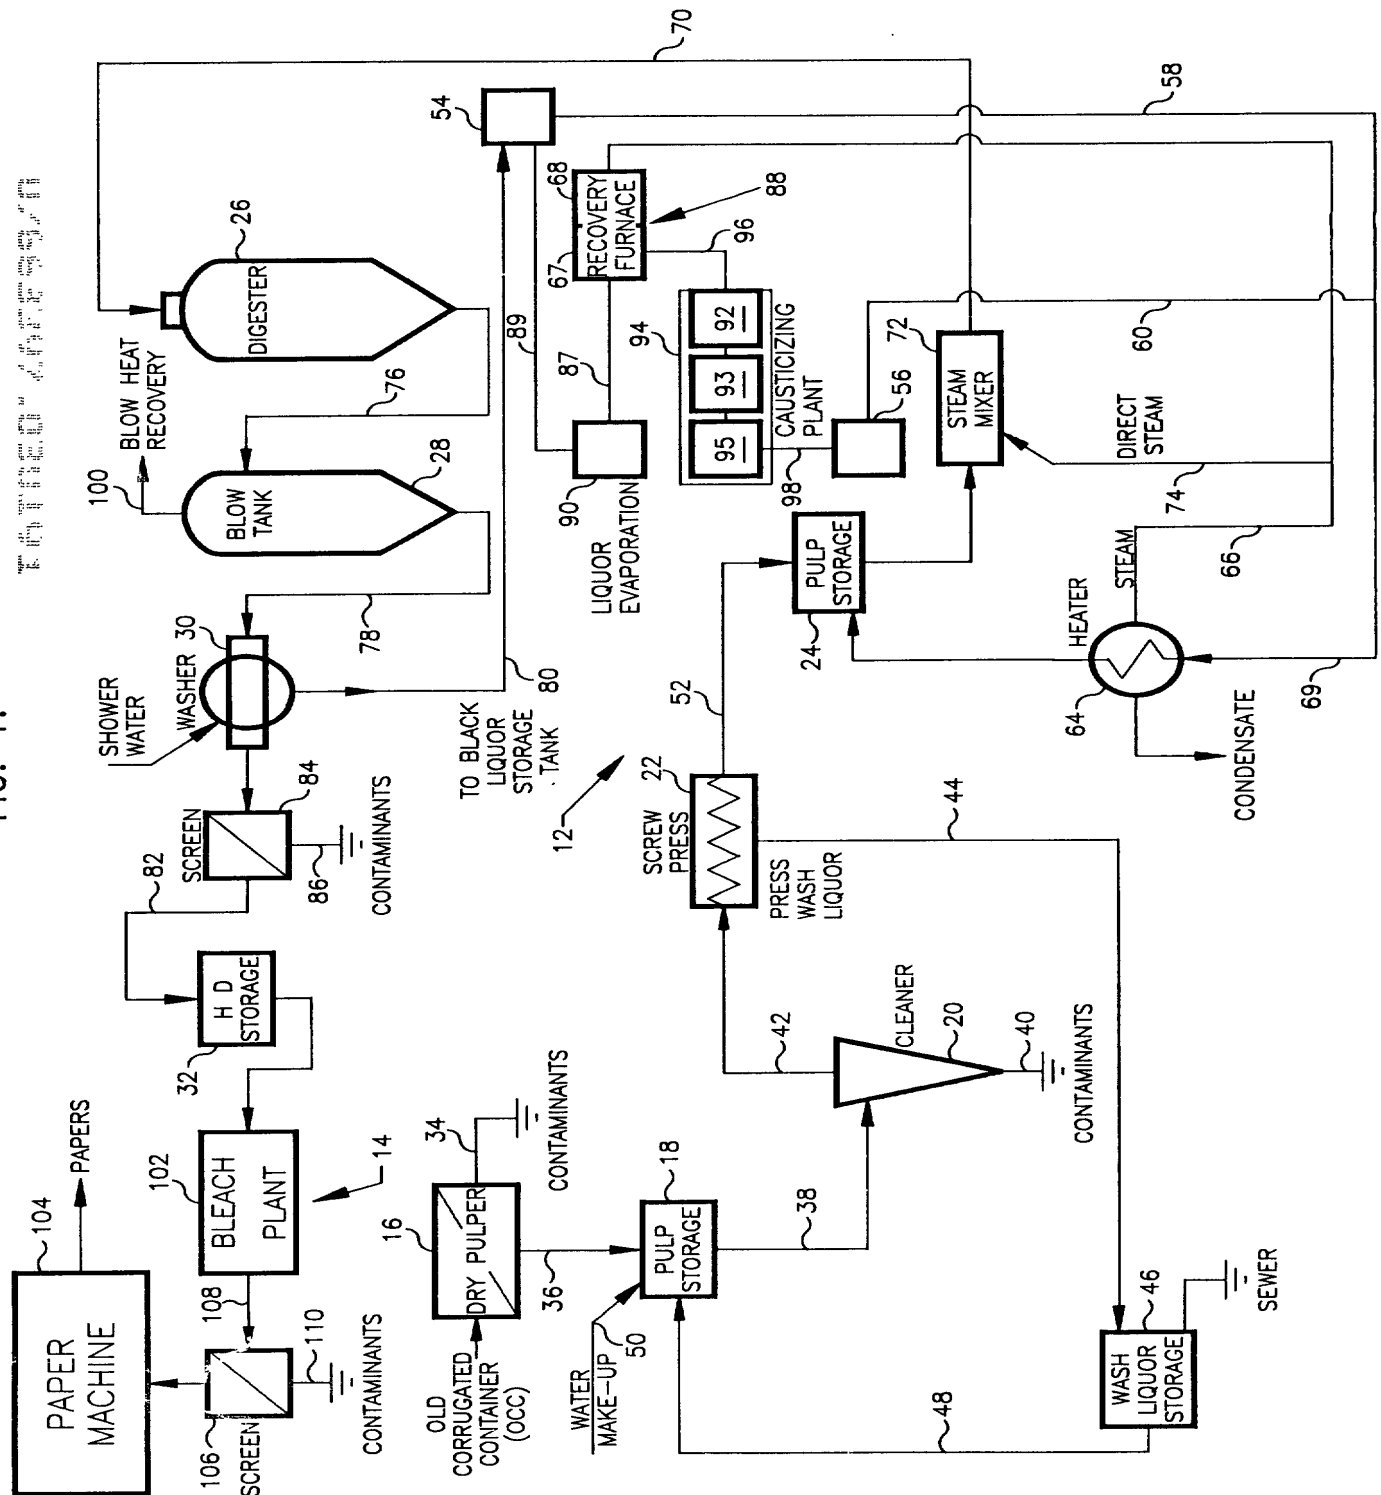 FIG. 1.
70
54
58
26
DIGESTER
BLOW HEAT
RECOVERY
100
76
28
BLOW
TANK
89
68
RECOVERY
FURNACE
67
88
96
87
94
92
93
95
CAUSTICIZING
PLANT
72
STEAM
MIXER
60
56
98
90
LIQUOR
EVAPORATION
DIRECT
STEAM
74
78
80
30
WASHER
SHOWER
WATER
TO BLACK
LIQUOR
STORAGE
TANK
PULP
STORAGE
24
STEAM
66
HEATER
64
69
CONDENSATE
52
12
22
SCREW
PRESS
44
PRESS
WASH
LIQUOR
84
SCREEN
86
CONTAMINANTS
82
H D
STORAGE
32
42
CLEANER
20
40
CONTAMINANTS
PAPERS
104
PAPER
MACHINE
102
BLEACH
PLANT
14
108
106
SCREEN
110
CONTAMINANTS
34
CONTAMINANTS
16
DRY PULPER
36
OLD
CORRUGATED
CONTAINER
(OCC)
18
PULP
STORAGE
38
WATER
MAKE-UP
50
48
46
WASH
LIQUOR
STORAGE
SEWER